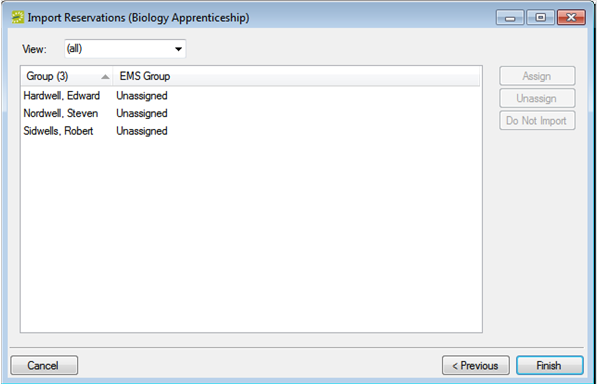 Import Reservations (Biology Apprenticeship)
View: (all)
Group (3) EMS Group
Hardwell, Edward Unassigned
Nordwell, Steven Unassigned
Sidwells, Robert Unassigned
Assign
Unassign
Do Not Import
Cancel < Previous Finish